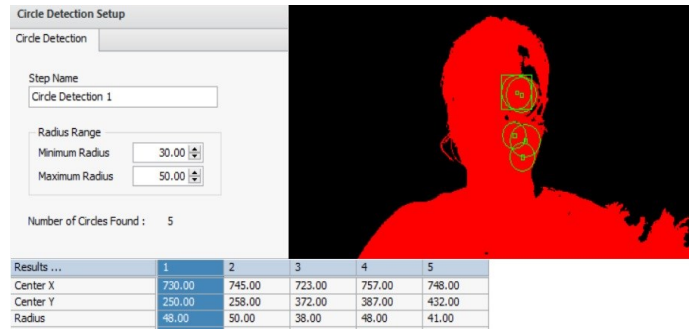 Circle Detection Setup
Circle Detection
Step Name
Circle Detection 1
Radius Range
Minimum Radius 30.00
Maximum Radius 50.00
Number of Circles Found : 5
Results ... 1 2 3 4 5
Center X 730.00 745.00 723.00 757.00 748.00
Center Y 250.00 258.00 372.00 387.00 432.00
Radius 48.00 50.00 38.00 48.00 41.00